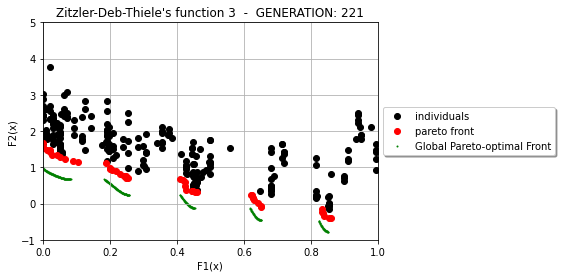 Zitzler-Deb-Thiele's function 3 - GENERATION: 221
5
4
3
2
1
0
−1
F2(x)
0.0 0.2 0.4 0.6 0.8 1.0
F1(x)
individuals
pareto front
Global Pareto-optimal Front